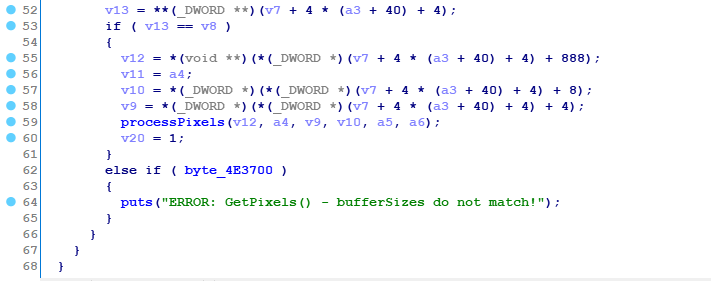 52 v13 = **(_DWORD **)(v7 + 4 * (a3 + 40) + 4);
53 if ( v13 == v8 )
54 {
55 v12 = *(void **)(*(_DWORD *)(v7 + 4 * (a3 + 40) + 4) + 888);
56 v11 = a4;
57 v10 = *(_DWORD *)(*(_DWORD *)(v7 + 4 * (a3 + 40) + 4) + 8);
58 v9 = *(_DWORD *)(*(_DWORD *)(v7 + 4 * (a3 + 40) + 4) + 4);
59 processPixels(v12, a4, v9, v10, a5, a6);
60 v20 = 1;
61 }
62 else if ( byte_4E3700 )
63 {
64 puts("ERROR: GetPixels() - bufferSizes do not match!");
65 }
66 }
67 }
68 }